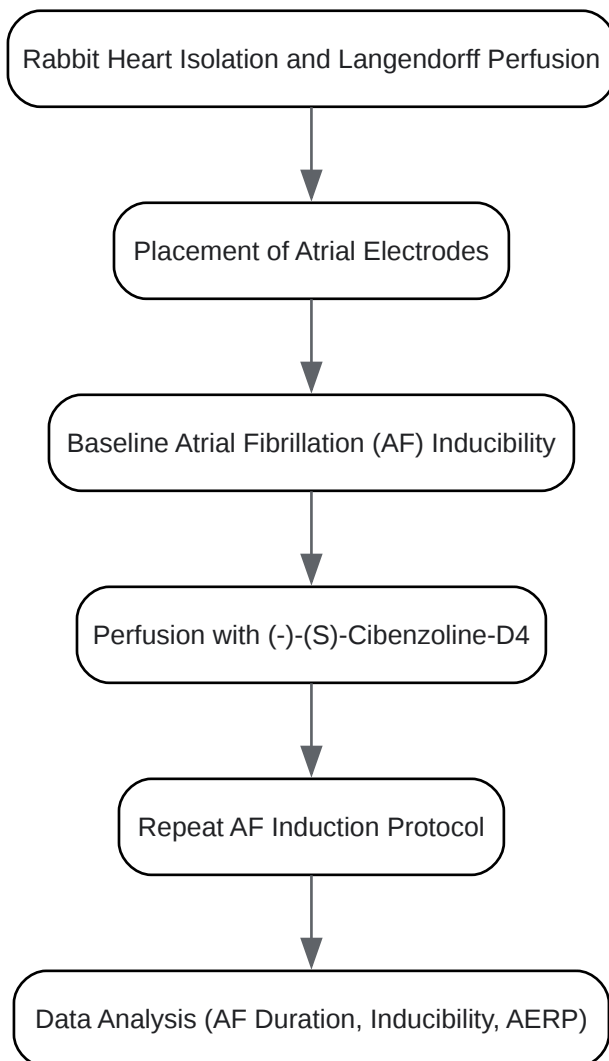 Rabbit Heart Isolation and Langendorff Perfusion
Placement of Atrial Electrodes
Baseline Atrial Fibrillation (AF) Inducibility
Perfusion with (-)-(S)-Cibenzoline-D4
Repeat AF Induction Protocol
Data Analysis (AF Duration, Inducibility, AERP)